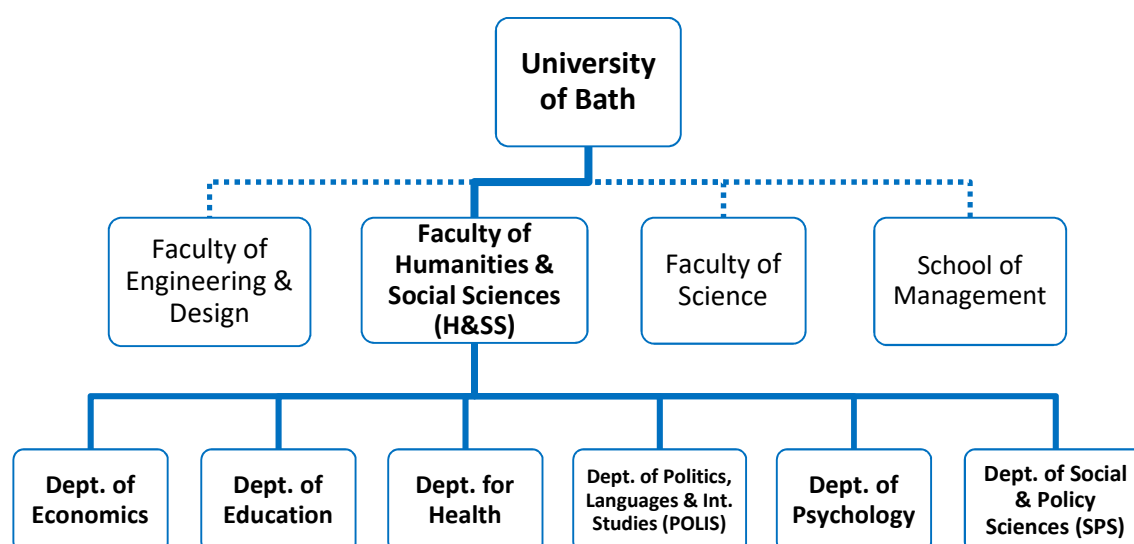 University
of Bath
Faculty of
Engineering &
Design
Faculty of
Humanities &
Social Sciences
(H&SS)
Faculty of
Science
School of
Management
Dept. of
Economics
Dept. of
Education
Dept. for
Health
Dept. of Politics,
Languages & Int.
Studies (POLIS)
Dept. of
Psychology
Dept. of Social
& Policy
Sciences (SPS)